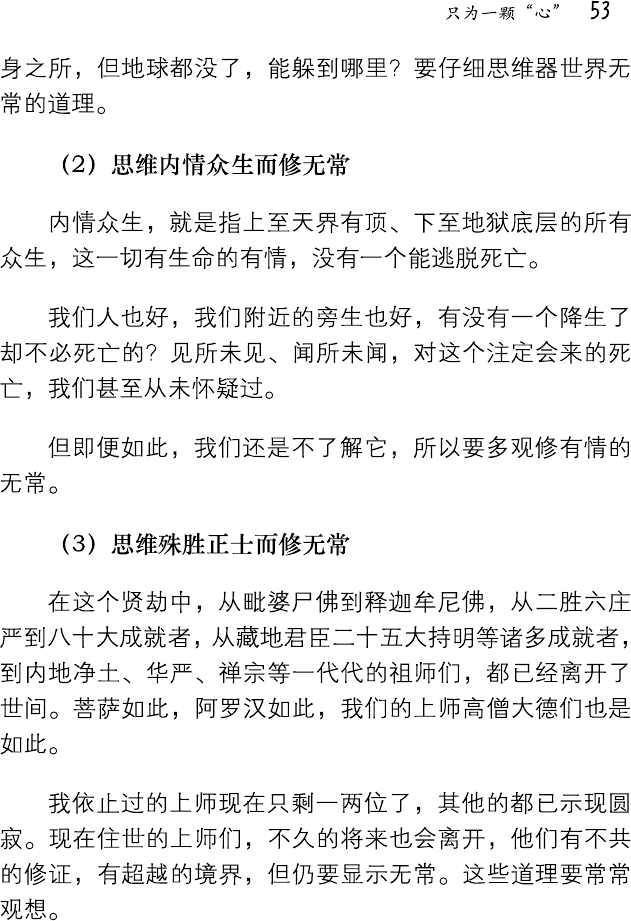 只为一颗“心” 53
身之所，但地球都没了，能躲到哪里？要仔细思维器世界无
常的道理。
（2）思维内情众生而修无常
内情众生，就是指上至天界有顶、下至地狱底层的所有
众生，这一切有生命的有情，没有一个能逃脱死亡。
我们人也好，我们附近的旁生也好，有没有一个降生了
却不必死亡的？见所未见、闻所未闻，对这个注定会来的死
亡，我们甚至从未怀疑过。
但即便如此，我们还是不了解它，所以要多观修有情的
无常。
（3）思维殊胜正士而修无常
在这个贤劫中，从毗婆尸佛到释迦牟尼佛，从二胜六庄
严到八十大成就者，从藏地君臣二十五大持明等诸多成就者，
到内地净土、华严、禅宗等一代代的祖师们，都已经离开了
世间。菩萨如此，阿罗汉如此，我们的上师高僧大德们也是
如此。
我依止过的上师现在只剩一两位了，其他的都已示现圆
寂。现在住世的上师们，不久的将来也会离开，他们有不共
的修证，有超越的境界，但仍要显示无常。这些道理要常常
观想。